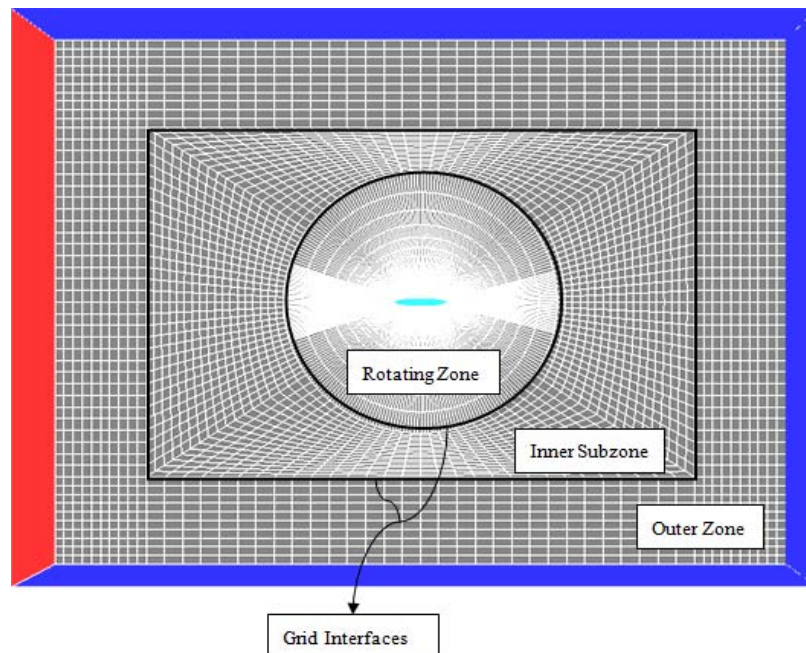 Rotating Zone
Inner Subzone
Outer Zone
Grid Interfaces